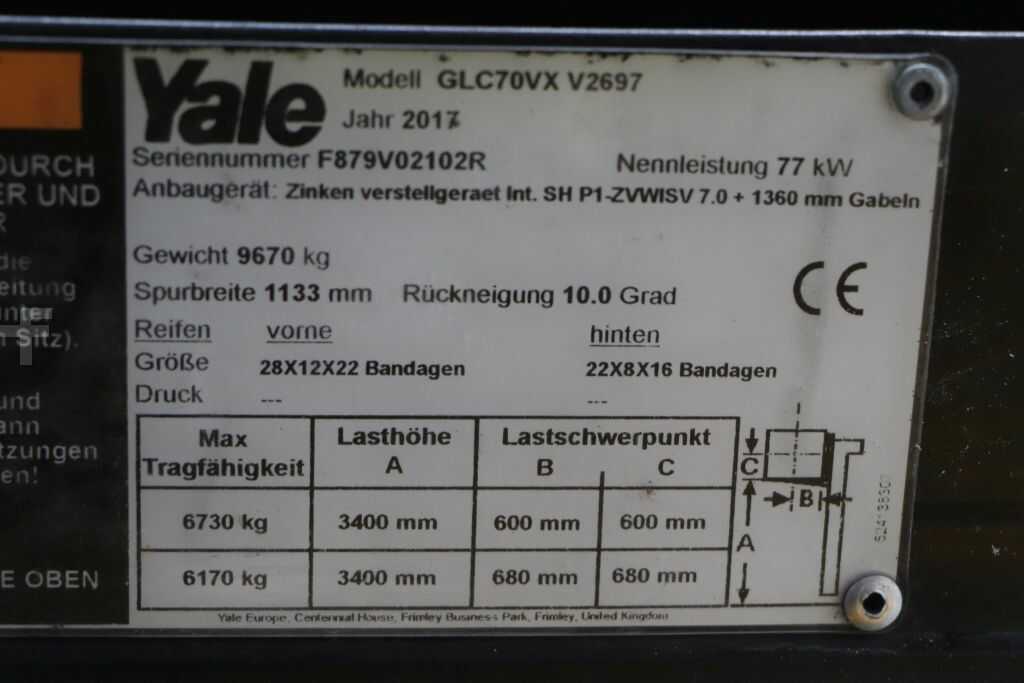 DURCH
ER UND
R
die
eitung
unter
n Sitz).
und
ann
tzungen
en!
E OBEN
Yale
Modell GLC70VX V2697
Jahr 2017
Seriennummer F879V02102R Nennleistung 77 kW
Anbaugerät: Zinken verstellgeraet Int. SH P1-ZVWISV 7.0 + 1360 mm Gabeln
Gewicht 9670 kg
CE
Spurbreite 1133 mm Rückneigung 10.0 Grad
Reifen vorne hinten
Größe 28X12X22 Bandagen 22X8X16 Bandagen
Druck --- ---
Max Tragfähigkeit Lasthöhe A Lastschwerpunkt B C
6730 kg 3400 mm 600 mm 600 mm
6170 kg 3400 mm 680 mm 680 mm
C
B
A
Yale Europe, Centennial House, Frimley Business Park, Frimley, United Kingdom